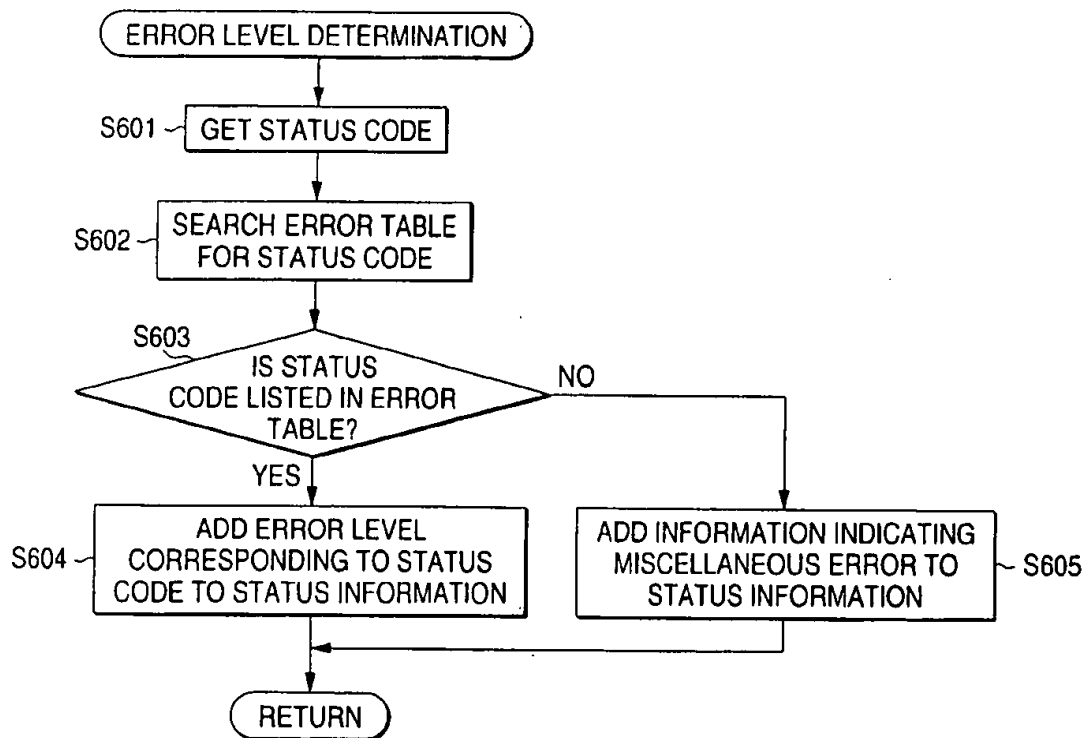 ERROR LEVEL DETERMINATION
S601
GET STATUS CODE
S602
SEARCH ERROR TABLE
FOR STATUS CODE
S603
IS STATUS
CODE LISTED IN ERROR
TABLE?
NO
YES
S604
ADD ERROR LEVEL
CORRESPONDING TO STATUS
CODE TO STATUS INFORMATION
ADD INFORMATION INDICATING
MISCELLANEOUS ERROR TO
STATUS INFORMATION
S605
RETURN